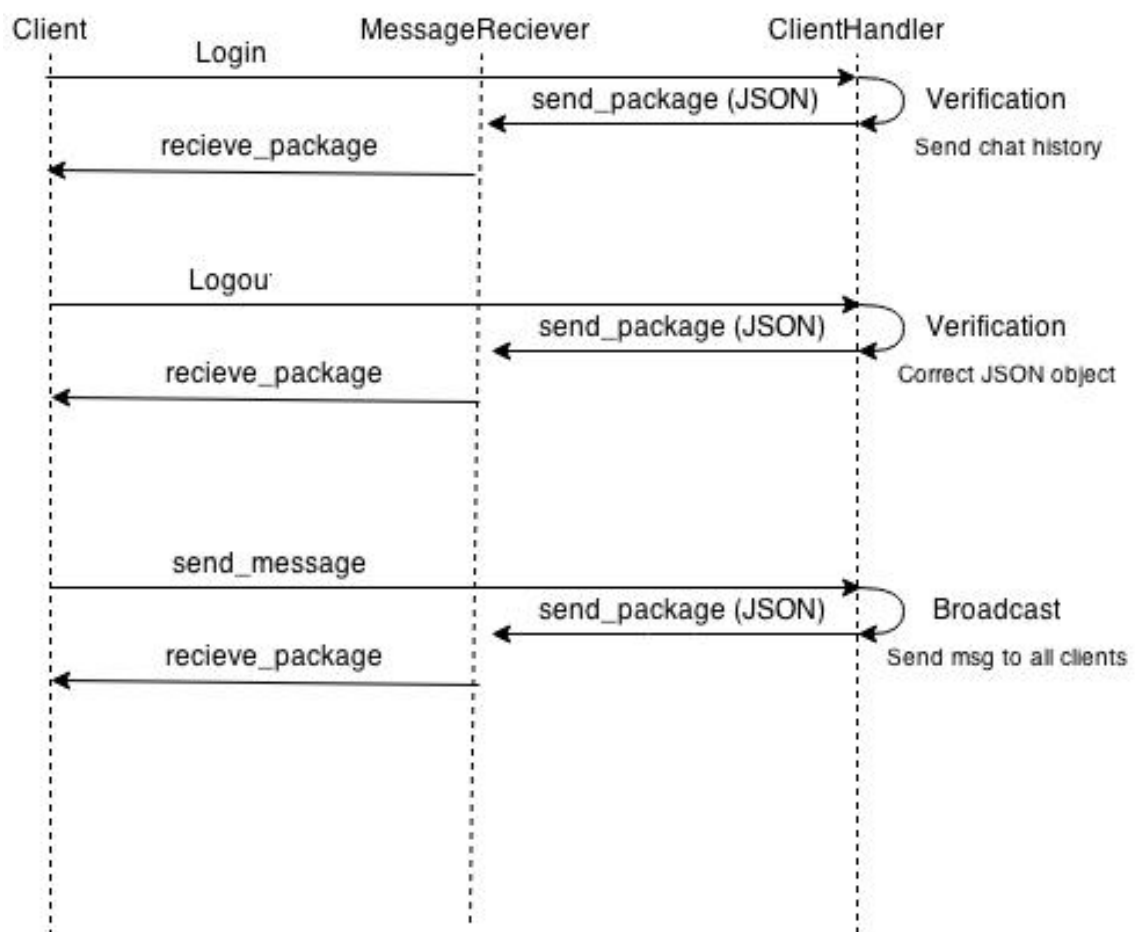 Client MessageReciever ClientHandler
Login
send_package (JSON) Verification
recieve_package Send chat history
Logou
send_package (JSON) Verification
recieve_package Correct JSON object
send_message
send_package (JSON) Broadcast
recieve_package Send msg to all clients